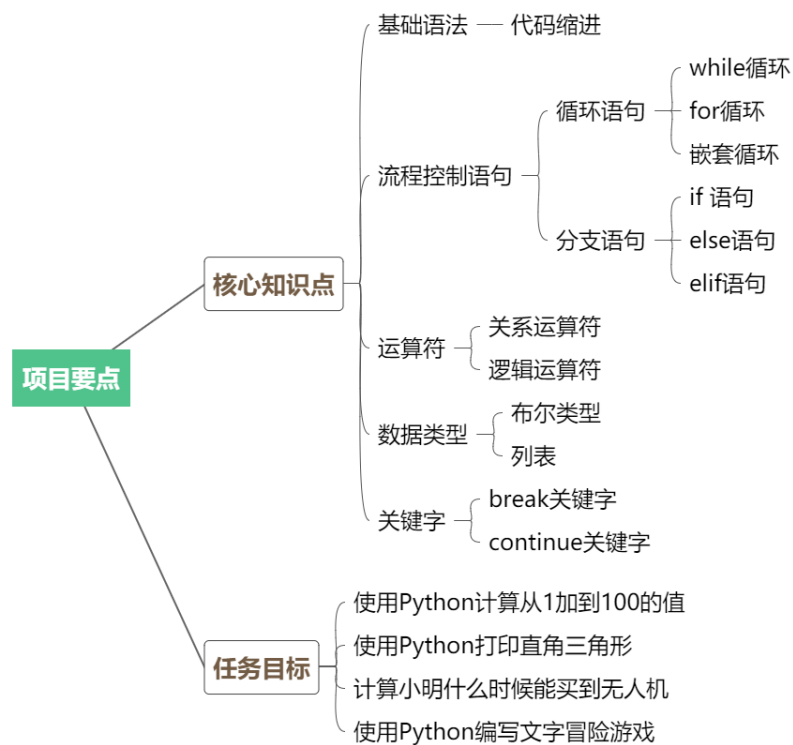 项目要点
核心知识点
基础语法
代码缩进
流程控制语句
循环语句
while循环
for循环
嵌套循环
分支语句
if 语句
else语句
elif语句
运算符
关系运算符
逻辑运算符
数据类型
布尔类型
列表
关键字
break关键字
continue关键字
任务目标
使用Python计算从1加到100的值
使用Python打印直角三角形
计算小明什么时候能买到无人机
使用Python编写文字冒险游戏